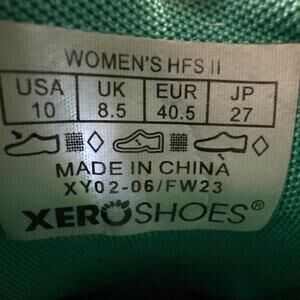 WOMEN'S HFS II
USA UK EUR JP
10 8.5 40.5 27
MADE IN CHINA
XY02-06/FW23
XEROSHOES®